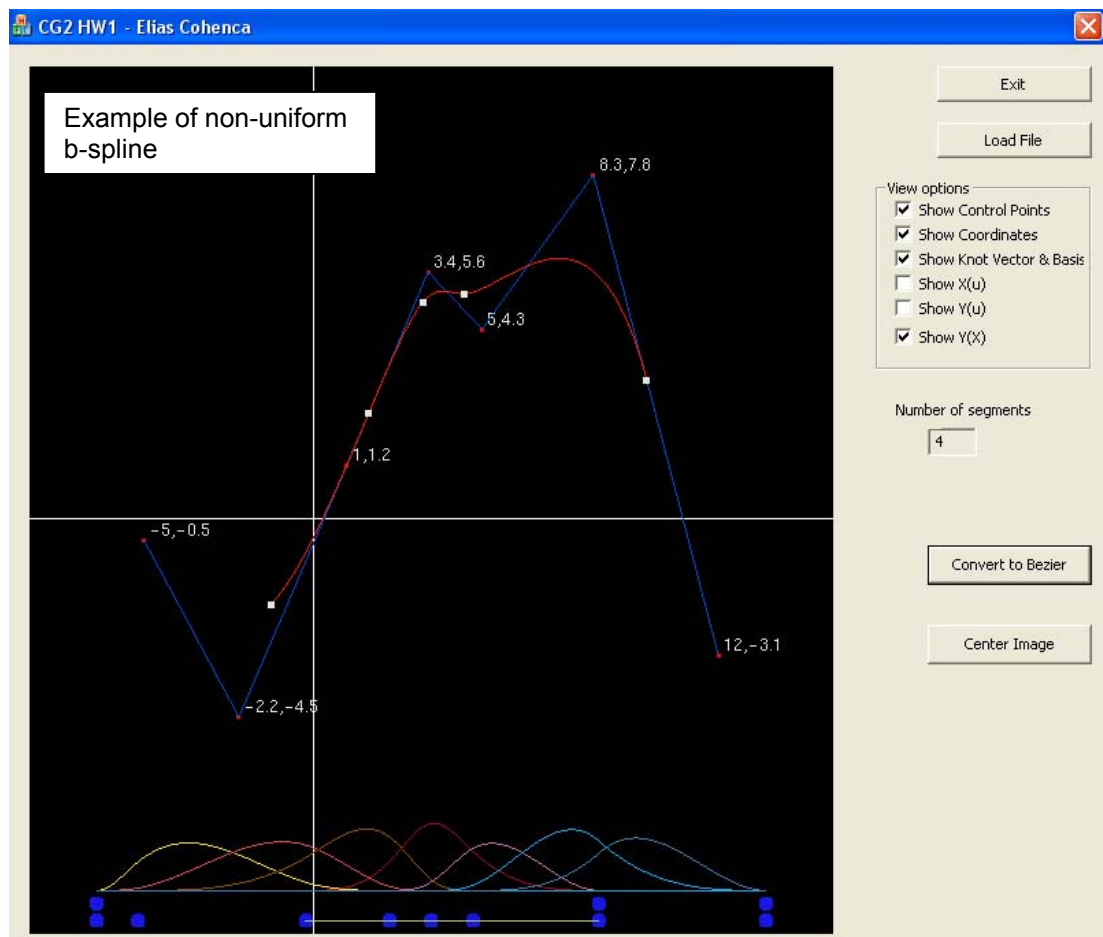 CG2 HW1 - Elias Cohenca
Example of non-uniform
b-spline
8.3,7.8
3.4,5.6
5,4.3
1,1.2
-5,-0.5
-2.2,-4.5
12,-3.1
Exit
Load File
View options
Show Control Points
Show Coordinates
Show Knot Vector & Basis
Show X(u)
Show Y(u)
Show Y(X)
Number of segments
4
Convert to Bezier
Center Image